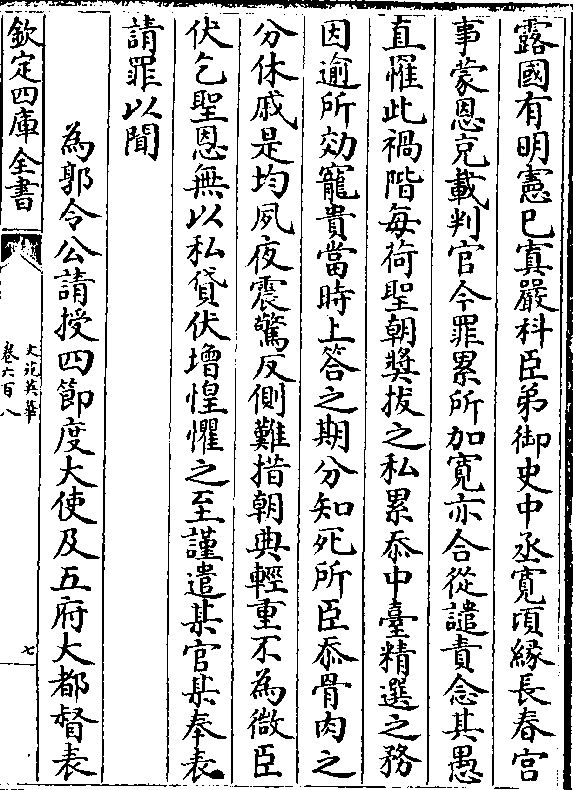 露國有明憲巳寘嚴科臣弟御史中丞寛頃縁長春宮
事蒙恩充載判官今罪累所加寛亦合從譴責念其愚
直罹此禍階每荷聖朝奬拔之私累忝中臺精選之務
因逾所效寵貴當時上答之期分知死所臣忝骨肉之
分休戚是均夙夜震驚反側難措朝典輕重不為微臣
伏乞聖恩無以私貸伏增惶懼之至謹遣某官某奉表
請罪以聞
為郭令公請授四節度大使及五府大都督表
欽定四庫全書
文苑英華
卷六百八
七